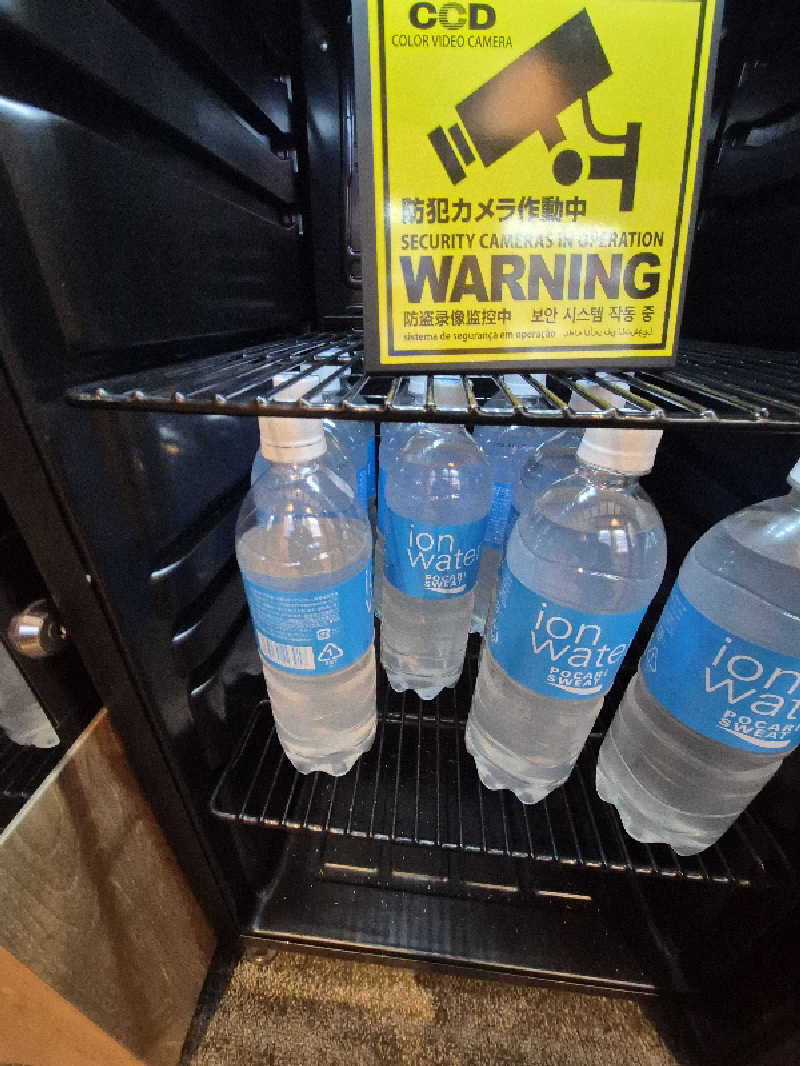 CCD
COLOR VIDEO CAMERA
防犯カメラ作動中
SECURITY CAMERAS IN OPERATION
WARNING
防盗录像监控中 보안 시스템 작동 중
sistema de segurança em operação
ion
water
POCARI
SWEAT
ion
wate
POCARI
SWEAT
ion
wate
POCARI
SWEAT